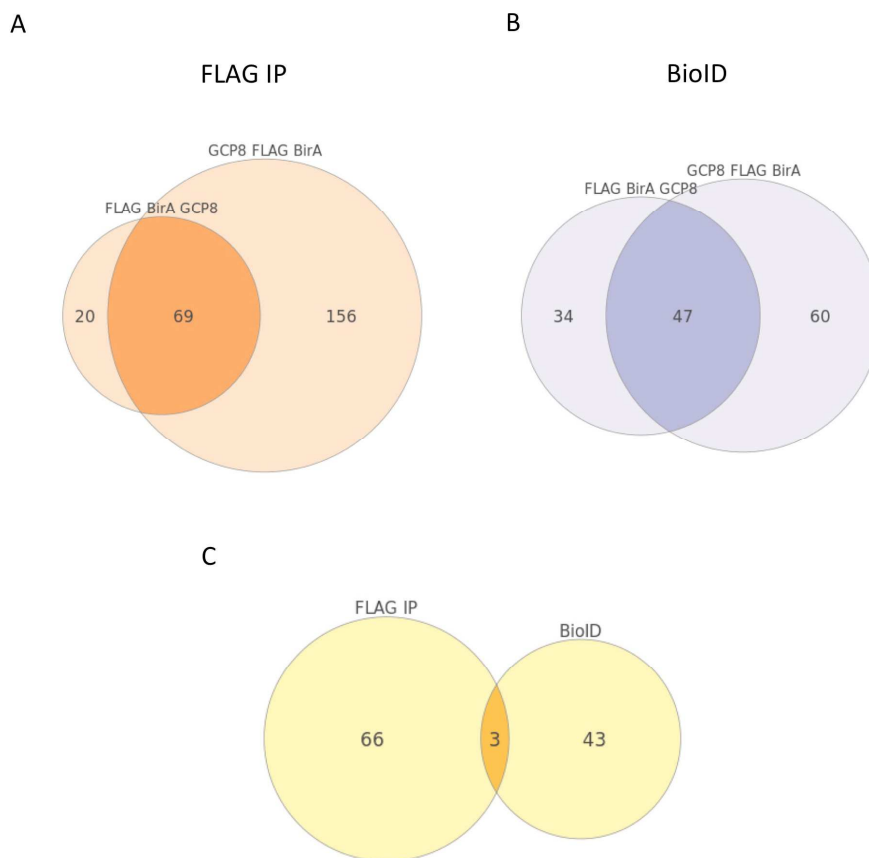 A
FLAG IP
GCP8 FLAG BirA
FLAG BirA GCP8
20
69
156
B
BioID
GCP8 FLAG BirA
FLAG BirA GCP8
34
47
60
C
FLAG IP
BioID
66
3
43